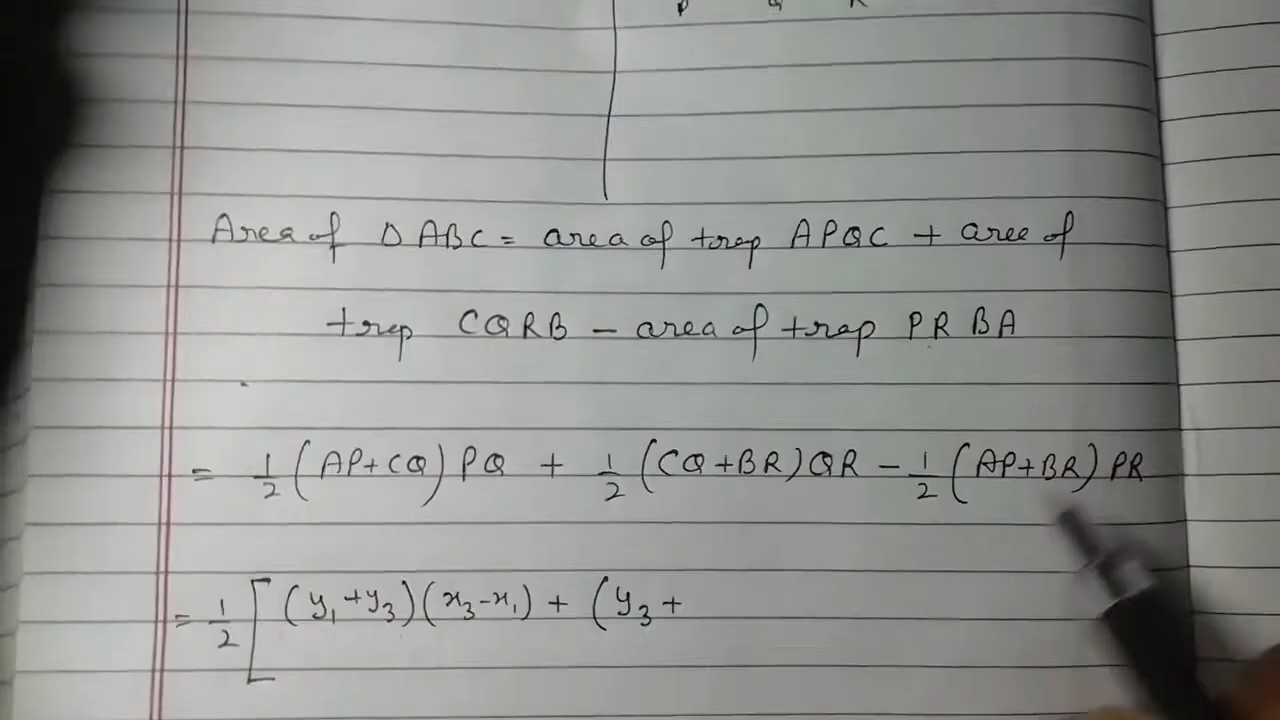 P Q R
Area of Δ ABC = area of trap APQC + area of
trap CQRB – area of trap PRBA
= 1/2 (AP+CQ) PQ + 1/2 (CQ+BR) QR – 1/2 (AP+BR) PR
= 1/2 [ (y₁+y₃)(x₃-x₁) + (y₃ +